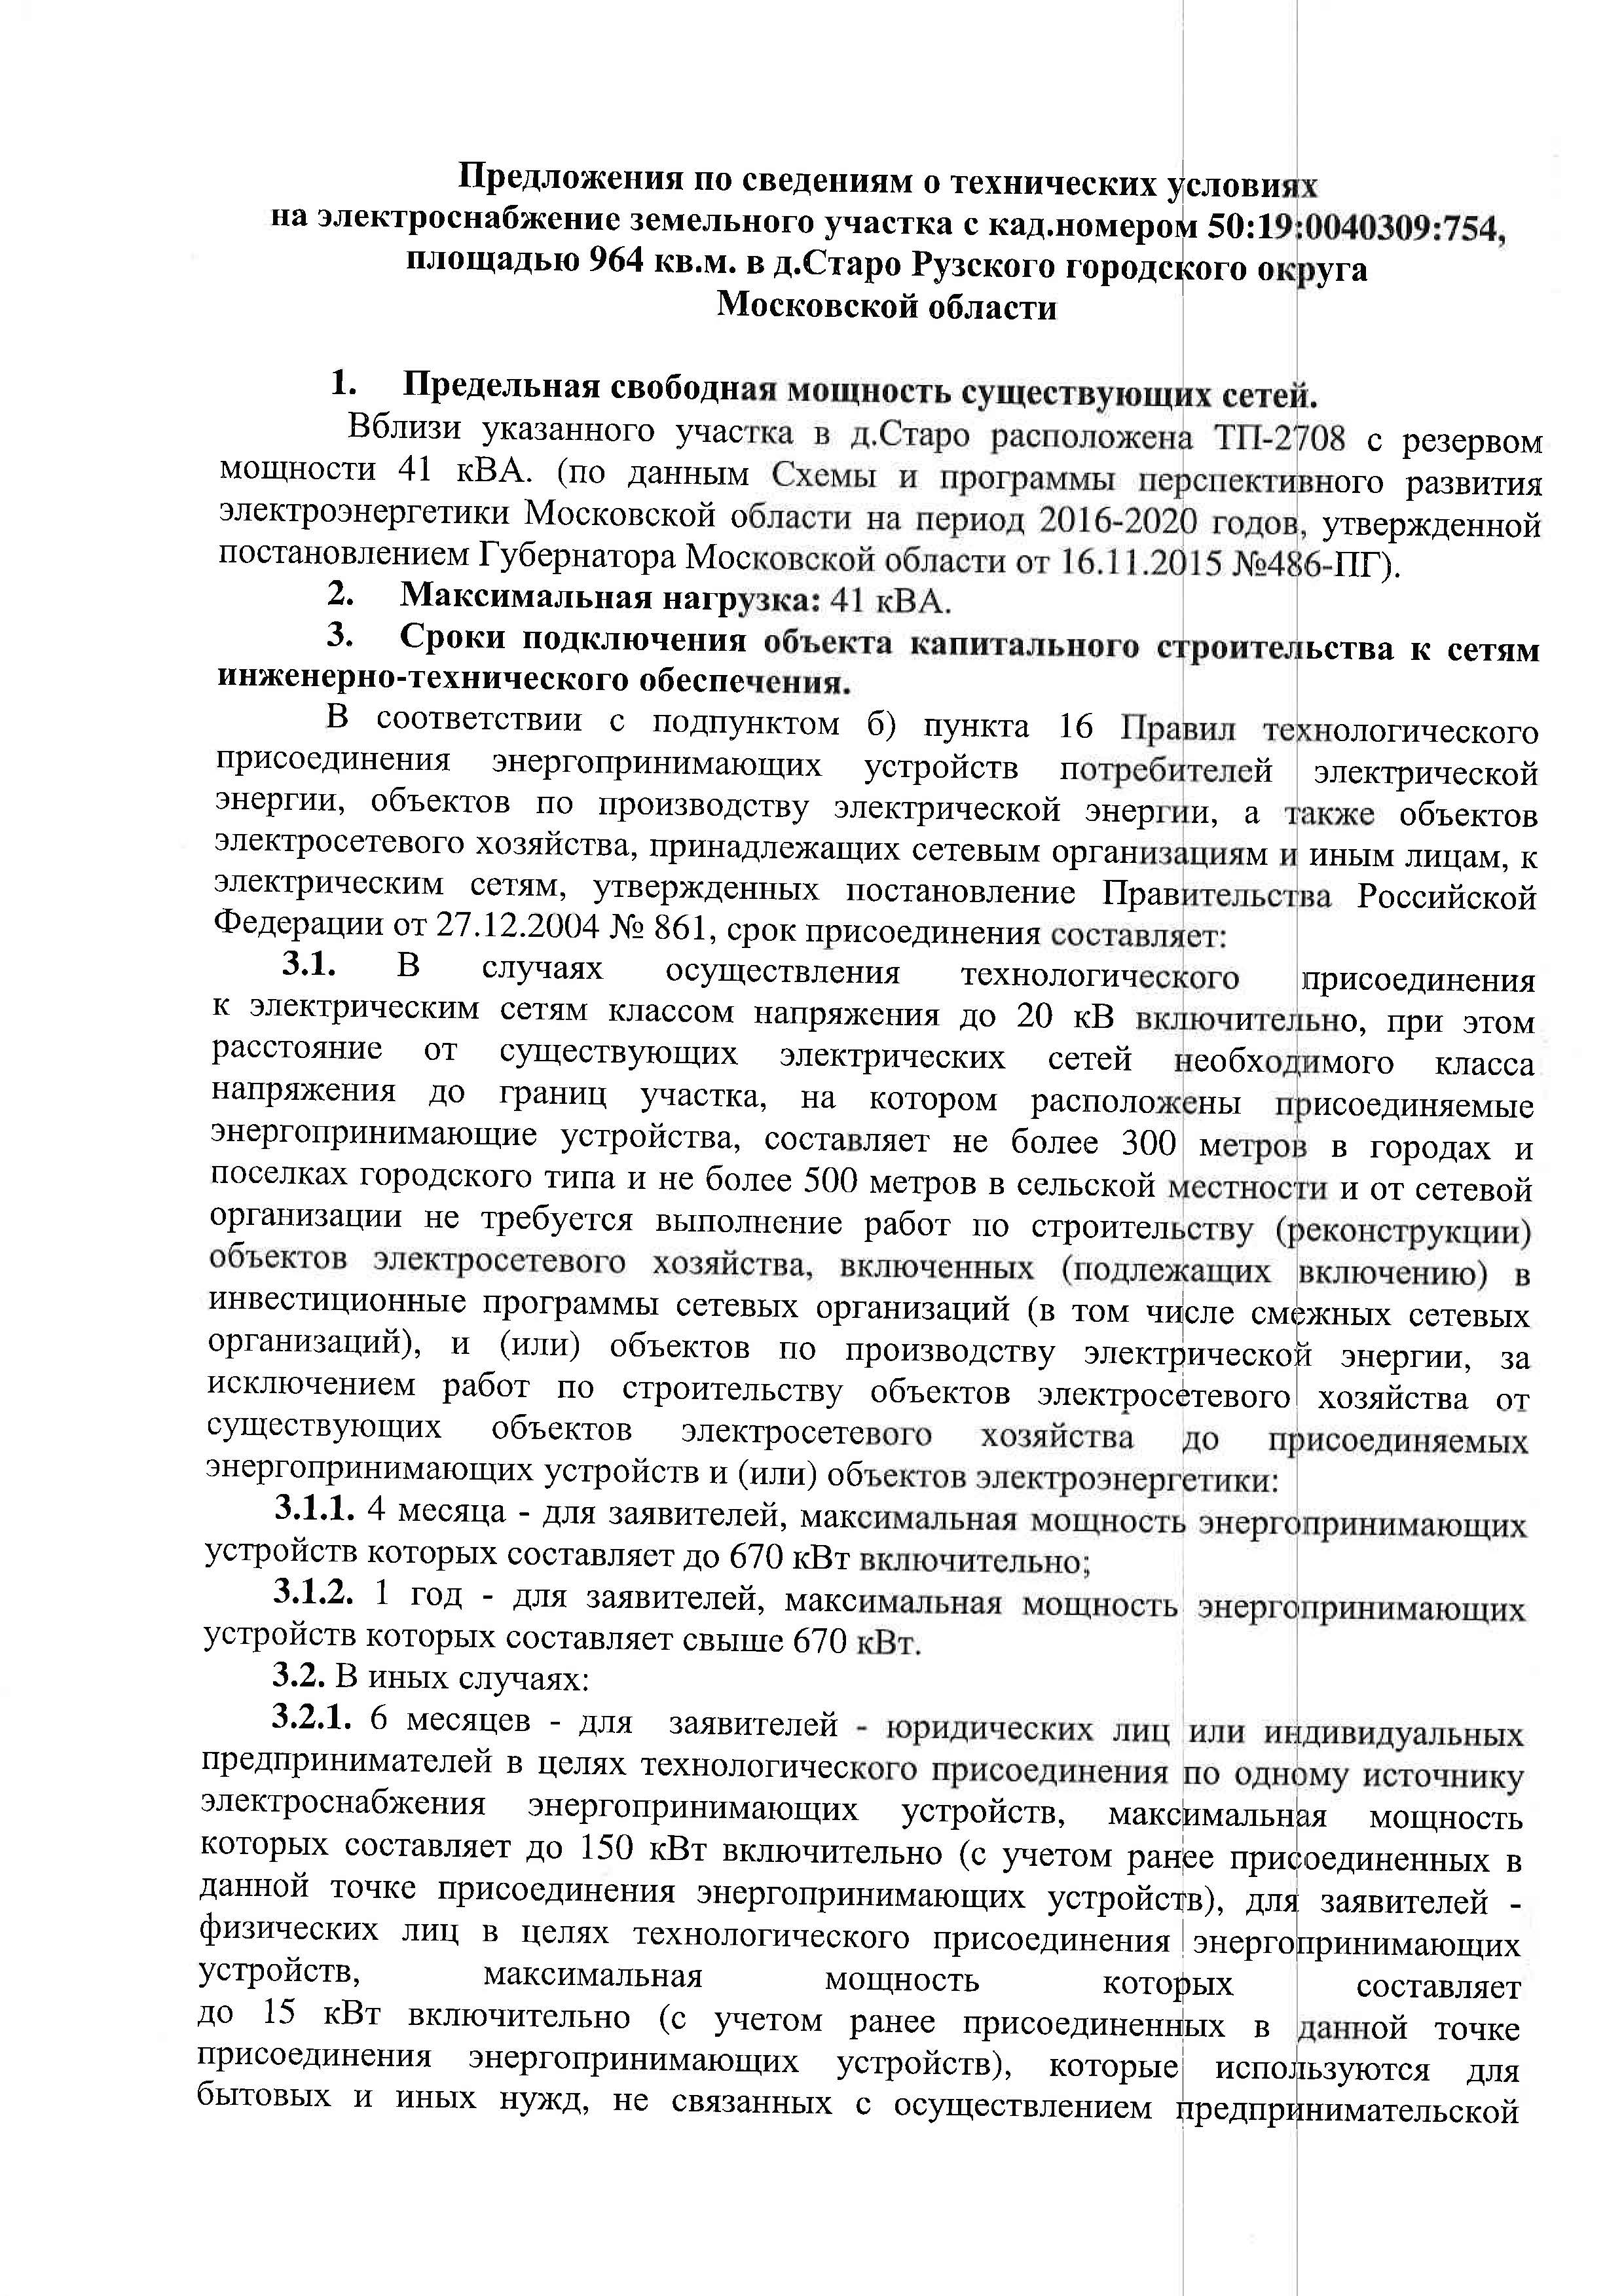 Предложения по сведениям о технических условиях
на электроснабжение земельного участка с кад.номером 50:19:0040309:754,
площадью 964 кв.м. в д.Старо Рузского городского округа
Московской области
1. Предельная свободная мощность существующих сетей.
Вблизи указанного участка в д.Старо расположена ТП-2708 с резервом
мощности 41 кВА. (по данным Схемы и программы перспективного развития
электроэнергетики Московской области на период 2016-2020 годов, утвержденной
постановлением Губернатора Московской области от 16.11.2015 №486-ПГ).
2. Максимальная нагрузка: 41 кВА.
3. Сроки подключения объекта капитального строительства к сетям
инженерно-технического обеспечения.
В соответствии с подпунктом б) пункта 16 Правил технологического
присоединения энергопринимающих устройств потребителей электрической
энергии, объектов по производству электрической энергии, а также объектов
электросетевого хозяйства, принадлежащих сетевым организациям и иным лицам, к
электрическим сетям, утвержденных постановление Правительства Российской
Федерации от 27.12.2004 № 861, срок присоединения составляет:
3.1. В случаях осуществления технологического присоединения
к электрическим сетям классом напряжения до 20 кВ включительно, при этом
расстояние от существующих электрических сетей необходимого класса
напряжения до границ участка, на котором расположены присоединяемые
энергопринимающие устройства, составляет не более 300 метров в городах и
поселках городского типа и не более 500 метров в сельской местности и от сетевой
организации не требуется выполнение работ по строительству (реконструкции)
объектов электросетевого хозяйства, включенных (подлежащих включению) в
инвестиционные программы сетевых организаций (в том числе смежных сетевых
организаций), и (или) объектов по производству электрической энергии, за
исключением работ по строительству объектов электросетевого хозяйства от
существующих объектов электросетевого хозяйства до присоединяемых
энергопринимающих устройств и (или) объектов электроэнергетики:
3.1.1. 4 месяца - для заявителей, максимальная мощность энергопринимающих
устройств которых составляет до 670 кВт включительно;
3.1.2. 1 год - для заявителей, максимальная мощность энергопринимающих
устройств которых составляет свыше 670 кВт.
3.2. В иных случаях:
3.2.1. 6 месяцев - для заявителей - юридических лиц или индивидуальных
предпринимателей в целях технологического присоединения по одному источнику
электроснабжения энергопринимающих устройств, максимальная мощность
которых составляет до 150 кВт включительно (с учетом ранее присоединенных в
данной точке присоединения энергопринимающих устройств), для заявителей -
физических лиц в целях технологического присоединения энергопринимающих
устройств, максимальная мощность которых составляет
до 15 кВт включительно (с учетом ранее присоединенных в данной точке
присоединения энергопринимающих устройств), которые используются для
бытовых и иных нужд, не связанных с осуществлением предпринимательской